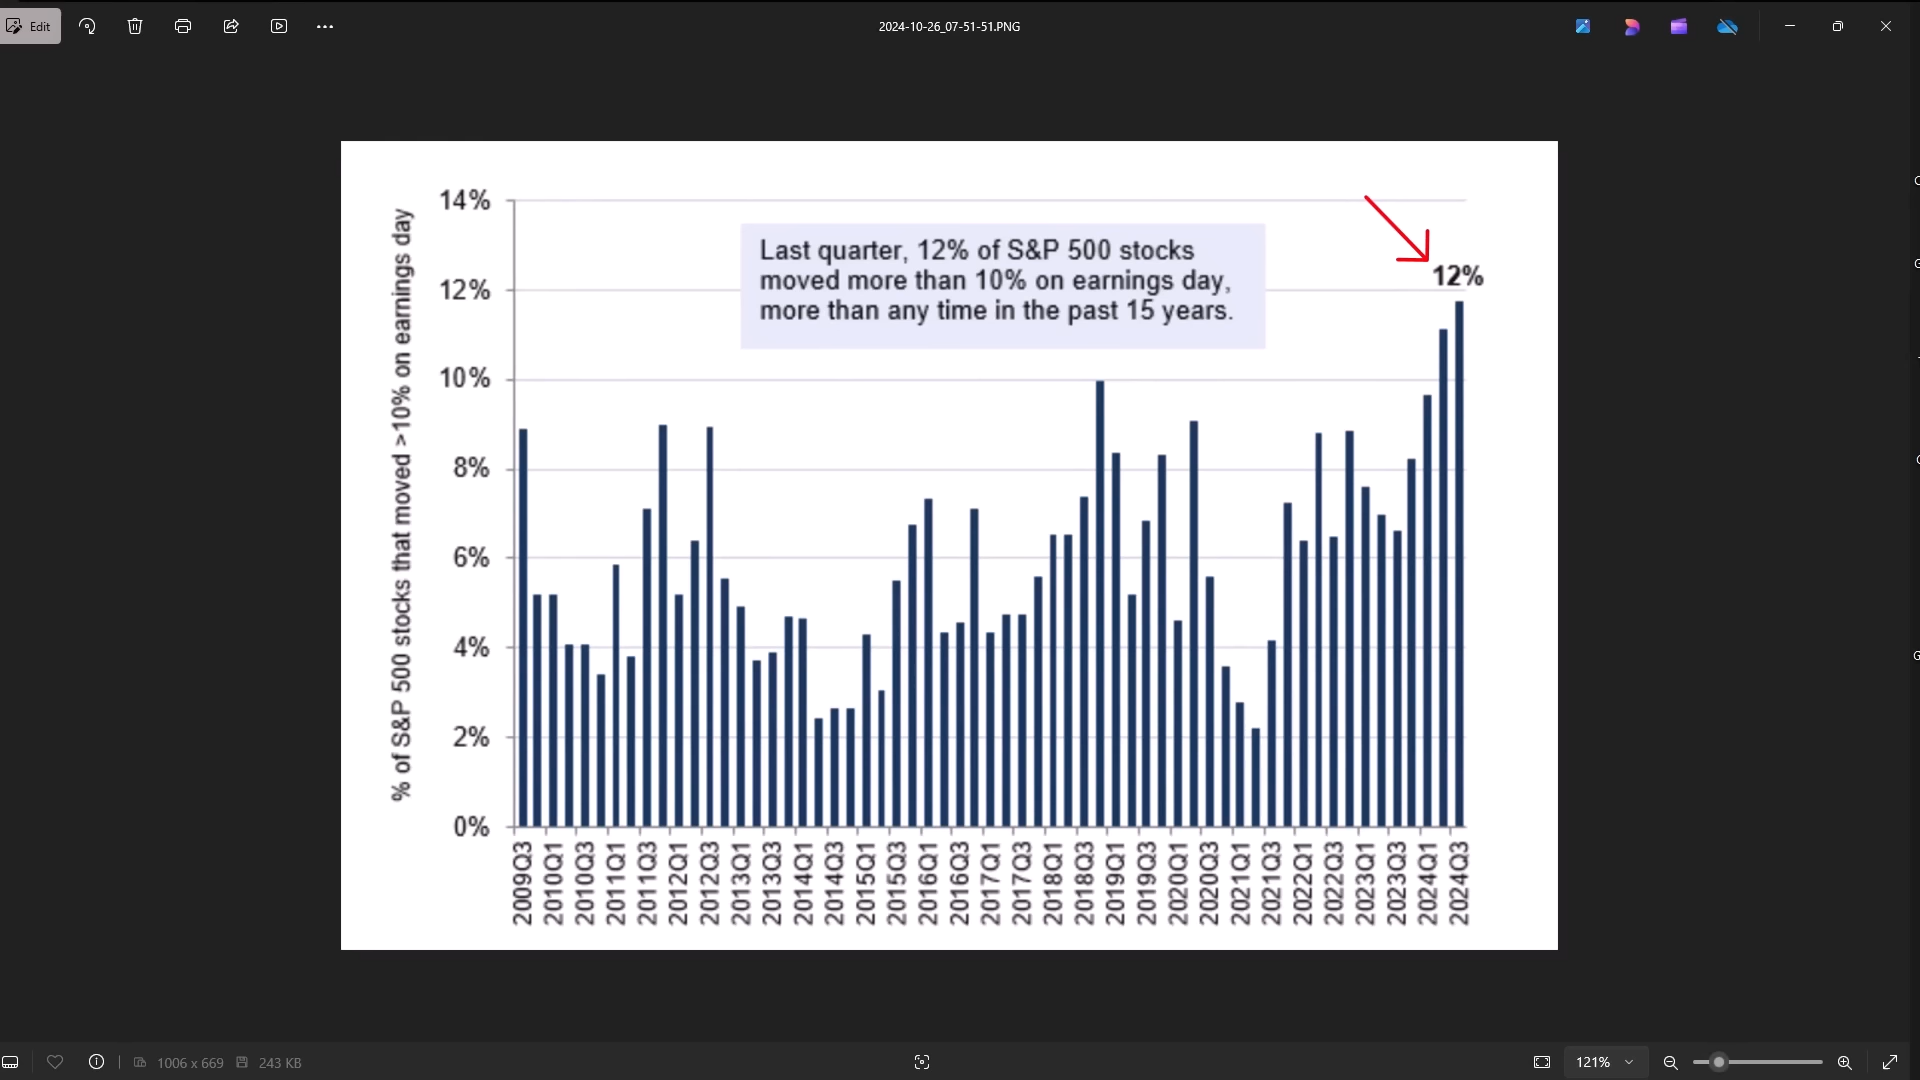 Edit
2024-10-26_07-51-51.PNG
% of S&P 500 stocks that moved >10% on earnings day
14%
12%
10%
8%
6%
4%
2%
0%
Last quarter, 12% of S&P 500 stocks
moved more than 10% on earnings day,
more than any time in the past 15 years.
12%
2009Q3
2010Q1
2010Q3
2011Q1
2011Q3
2012Q1
2012Q3
2013Q1
2013Q3
2014Q1
2014Q3
2015Q1
2015Q3
2016Q1
2016Q3
2017Q1
2017Q3
2018Q1
2018Q3
2019Q1
2019Q3
2020Q1
2020Q3
2021Q1
2021Q3
2022Q1
2022Q3
2023Q1
2023Q3
2024Q1
2024Q3
1006 x 669
243 KB
121%